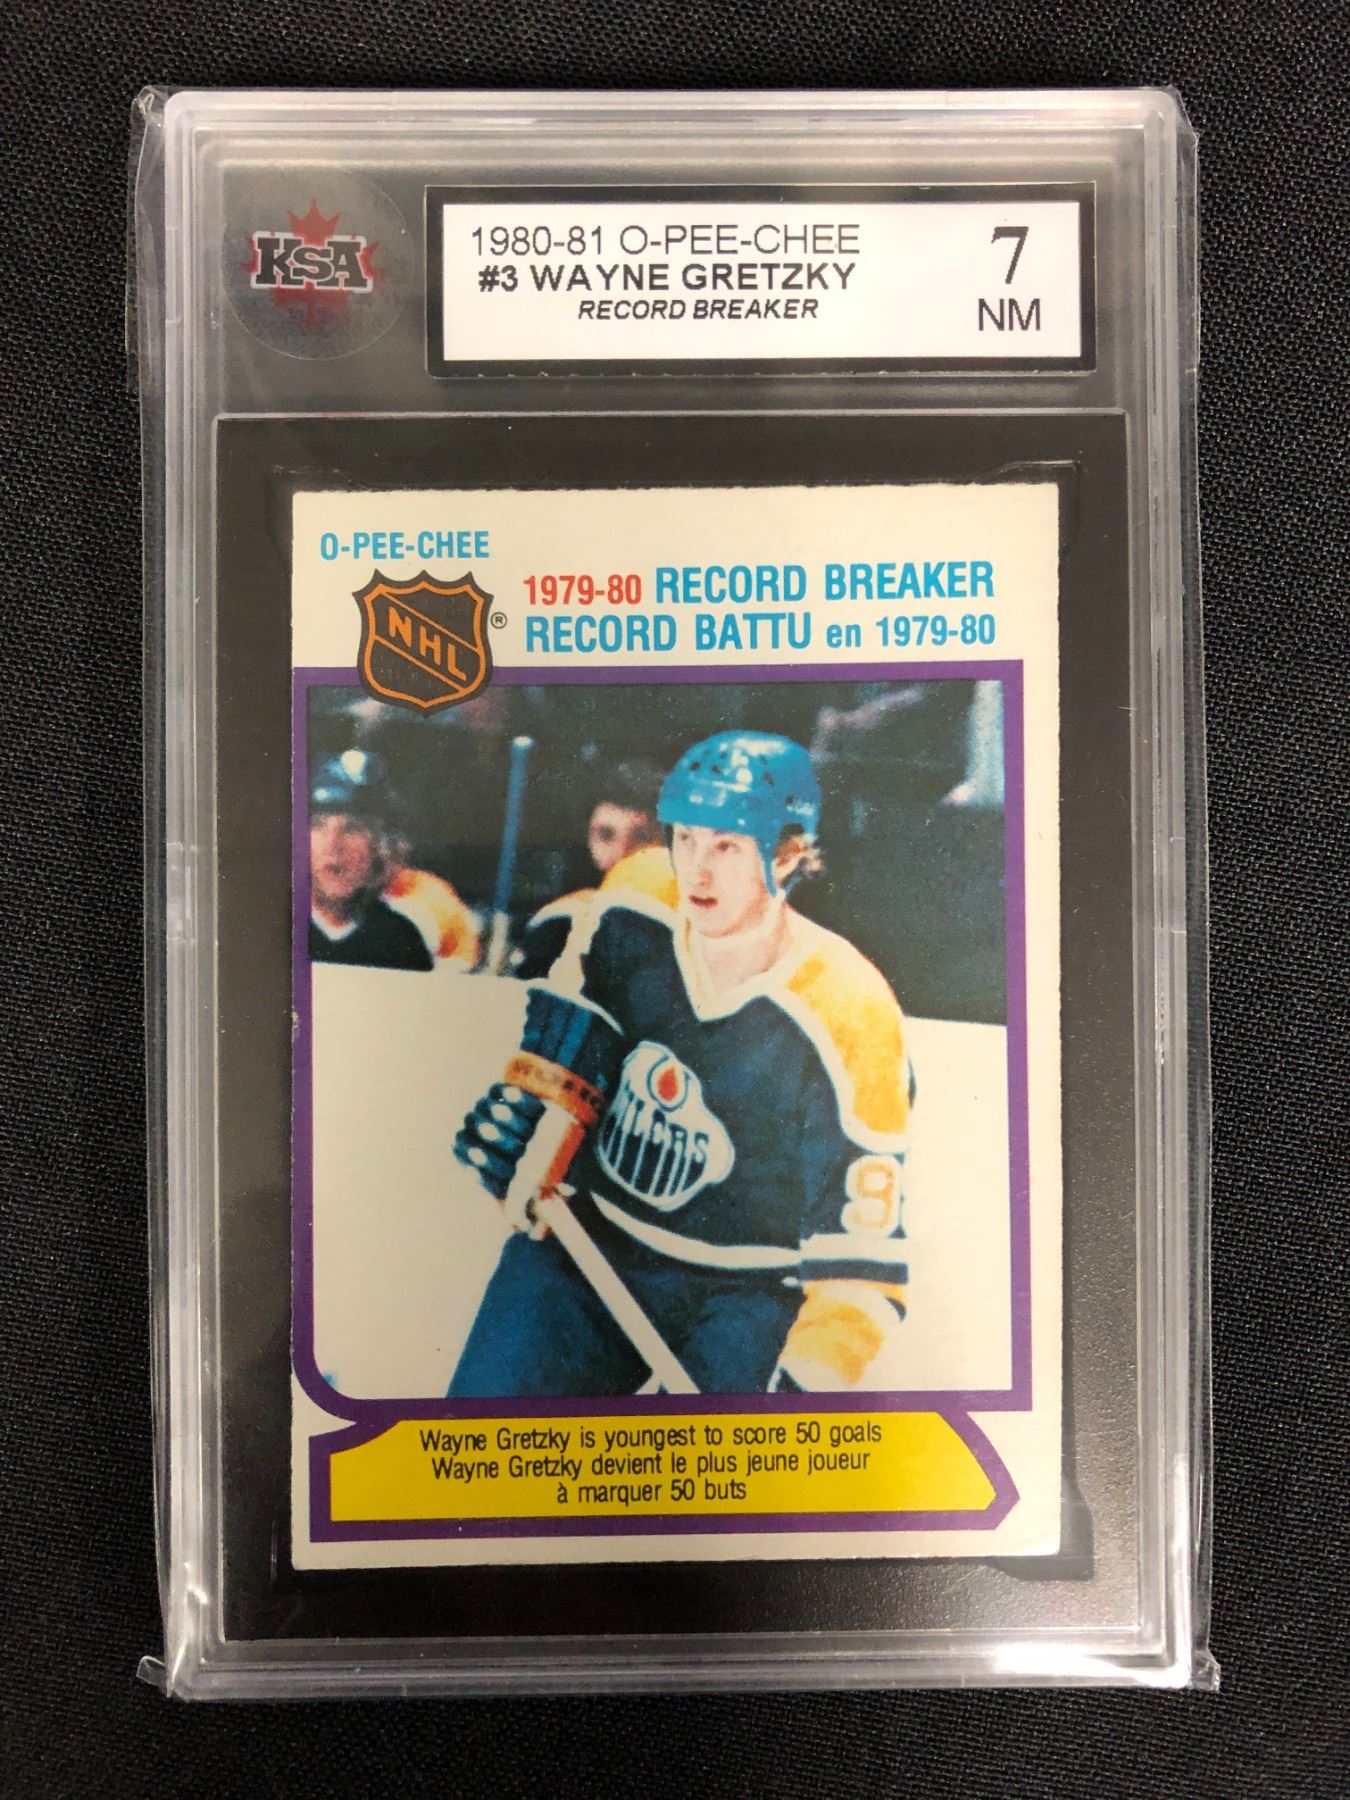 KSA
1980-81 O-PEE-CHEE
#3 WAYNE GRETZKY
RECORD BREAKER
7
NM
O-PEE-CHEE
NHL
®
1979-80 RECORD BREAKER
RECORD BATTU en 1979-80
OILERS
9
Wayne Gretzky is youngest to score 50 goals
Wayne Gretzky devient le plus jeune joueur
à marquer 50 buts